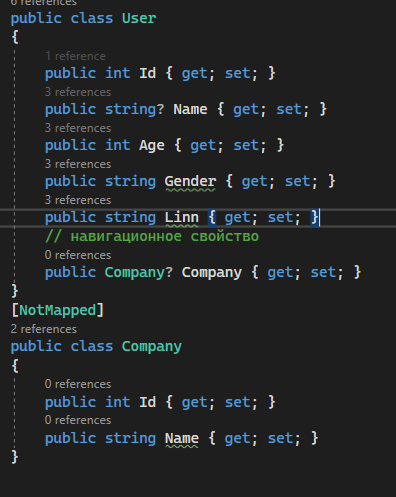 6 references
public class User
{
1 reference
public int Id { get; set; }
3 references
public string? Name { get; set; }
3 references
public int Age { get; set; }
3 references
public string Gender { get; set; }
3 references
public string Linn { get; set; }
// навигационное свойство
0 references
public Company? Company { get; set; }
}
[NotMapped]
2 references
public class Company
{
0 references
public int Id { get; set; }
0 references
public string Name { get; set; }
}